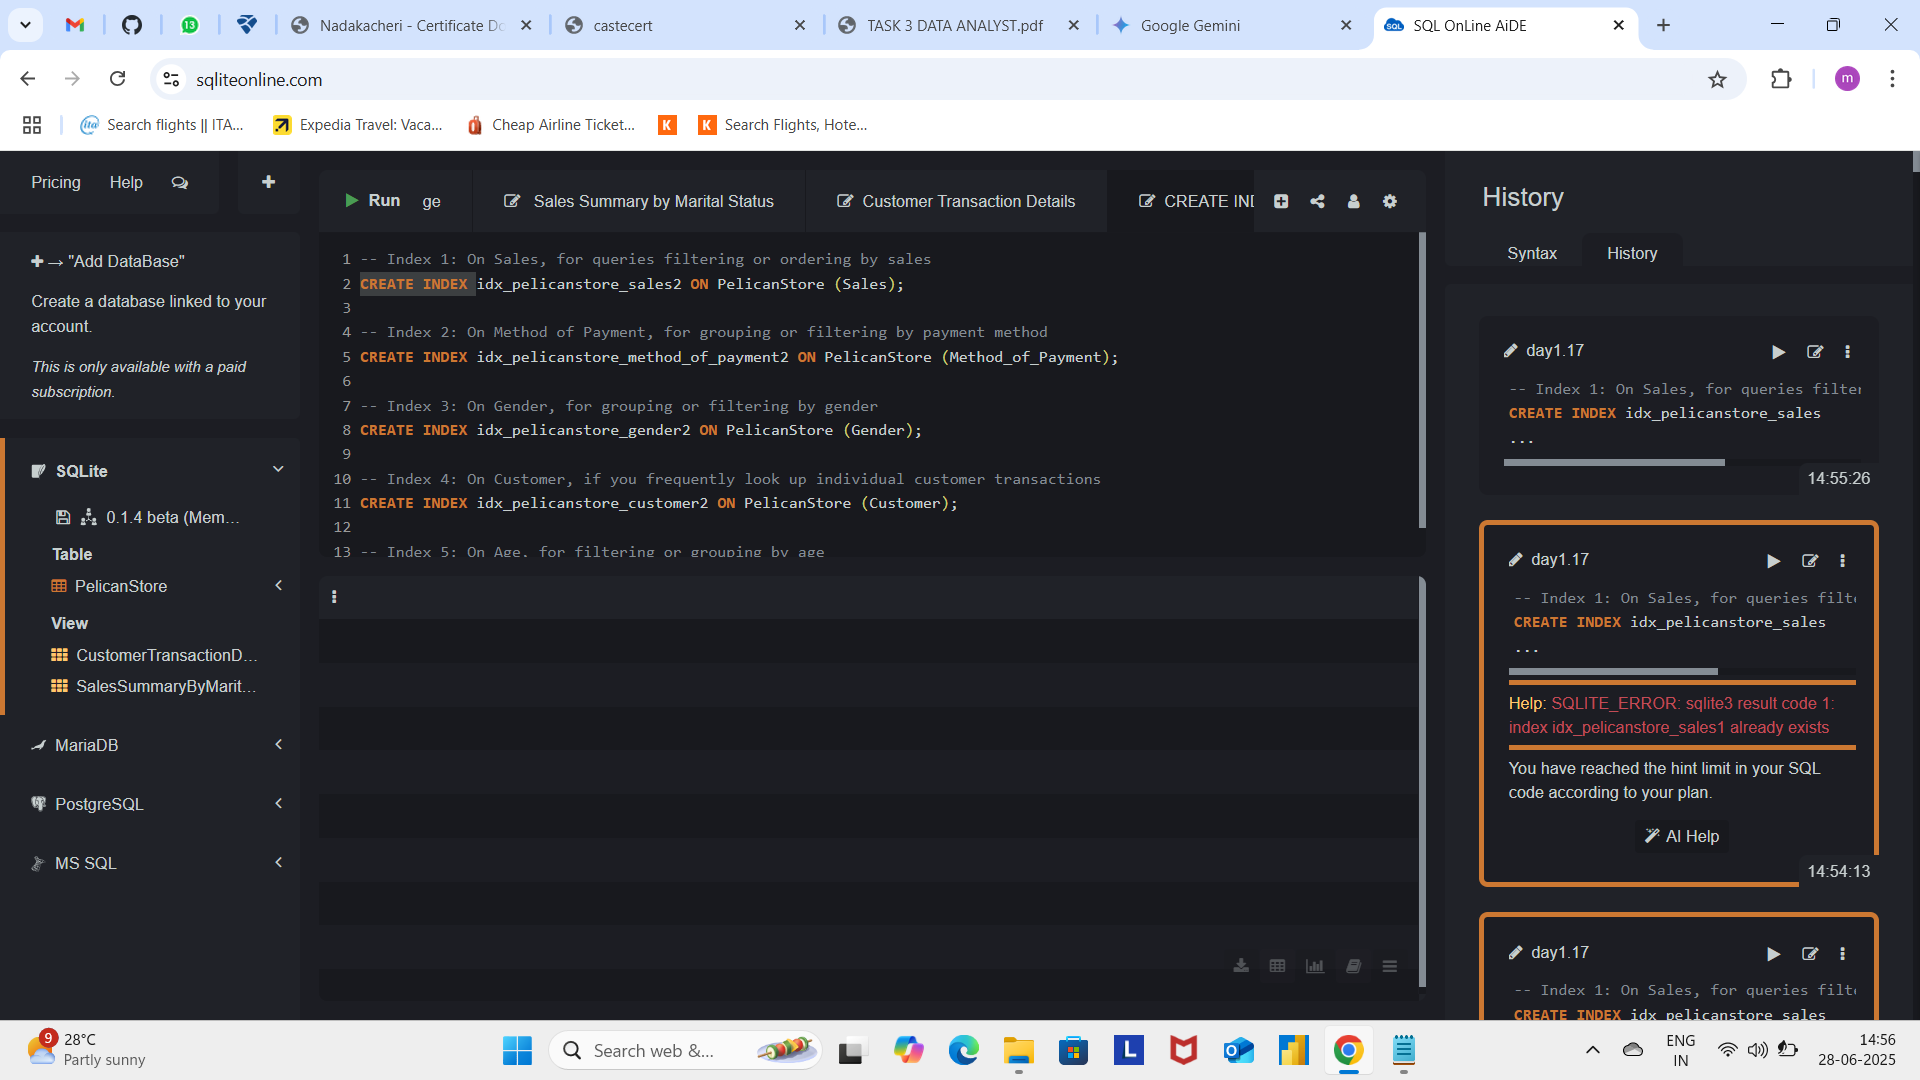 13
Nadakacheri - Certificate Do
castecert
TASK 3 DATA ANALYST.pdf
Google Gemini
SQL OnLine AiDE
sqliteonline.com
m
Search flights || ITA...
Expedia Travel: Vaca...
Cheap Airline Ticket...
K
K Search Flights, Hote...
Pricing
Help
+ → "Add DataBase"
Create a database linked to your
account.
This is only available with a paid
subscription.
SQLite
0.1.4 beta (Mem...
Table
PelicanStore
View
CustomerTransactionD...
SalesSummaryByMarit...
MariaDB
PostgreSQL
MS SQL
Run
ge
Sales Summary by Marital Status
Customer Transaction Details
CREATE IND
1 -- Index 1: On Sales, for queries filtering or ordering by sales
2 CREATE INDEX idx_pelicanstore_sales2 ON PelicanStore (Sales);
3
4 -- Index 2: On Method of Payment, for grouping or filtering by payment method
5 CREATE INDEX idx_pelicanstore_method_of_payment2 ON PelicanStore (Method_of_Payment);
6
7 -- Index 3: On Gender, for grouping or filtering by gender
8 CREATE INDEX idx_pelicanstore_gender2 ON PelicanStore (Gender);
9
10 -- Index 4: On Customer, if you frequently look up individual customer transactions
11 CREATE INDEX idx_pelicanstore_customer2 ON PelicanStore (Customer);
12
13 -- Index 5: On Age, for filtering or grouping by age
History
Syntax
History
day1.17
-- Index 1: On Sales, for queries filter
CREATE INDEX idx_pelicanstore_sales
...
14:55:26
day1.17
-- Index 1: On Sales, for queries filte
CREATE INDEX idx_pelicanstore_sales
...
Help: SQLITE_ERROR: sqlite3 result code 1:
index idx_pelicanstore_sales1 already exists
You have reached the hint limit in your SQL
code according to your plan.
AI Help
14:54:13
day1.17
-- Index 1: On Sales, for queries filte
CREATE INDEX idx_pelicanstore_sales
9
28°C
Partly sunny
Search web &...
L
ENG
IN
14:56
28-06-2025